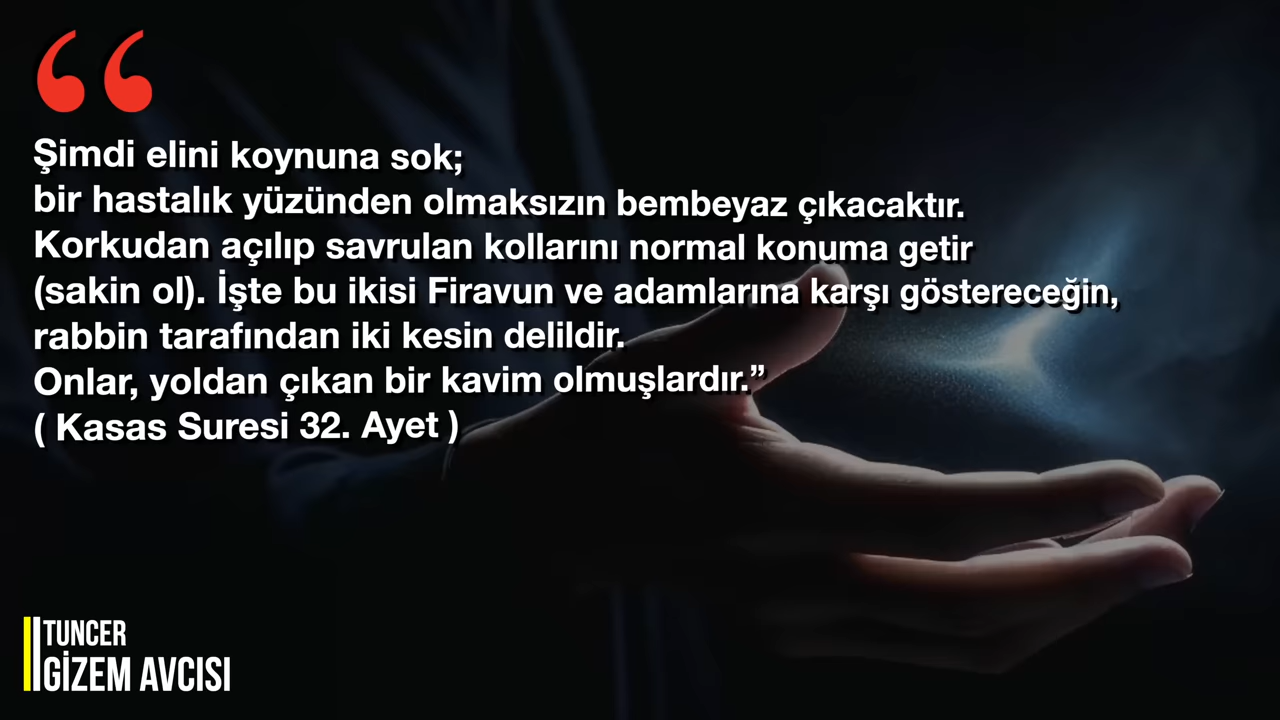 “
Şimdi elini koynuna sok;
bir hastalık yüzünden olmaksızın bembeyaz çıkacaktır.
Korkudan açılıp savrulan kollarını normal konuma getir
(sakin ol). İşte bu ikisi Firavun ve adamlarına karşı göstereceğin,
rabbin tarafından iki kesin delildir.
Onlar, yoldan çıkan bir kavim olmuşlardır.”
( Kasas Suresi 32. Ayet )
TUNCER
GİZEM AVCISI